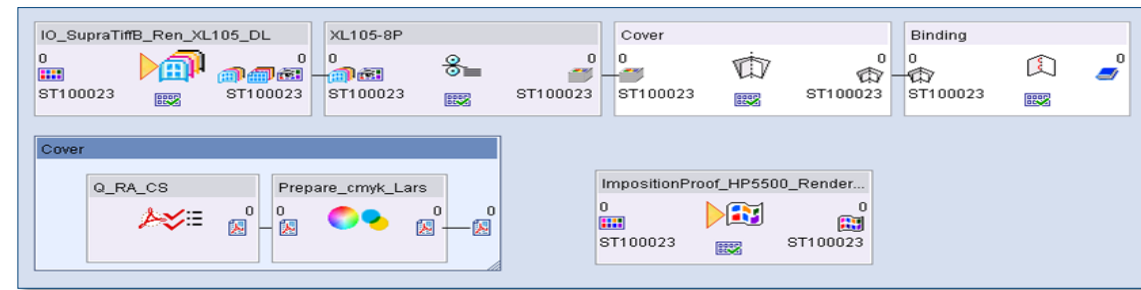 IO_SupraTiffB_Ren_XL105_DL
0 0
ST100023 ST100023
XL105-8P
0 0
ST100023 ST100023
Cover
0 0
ST100023 ST100023
Binding
0 0
ST100023
Cover
Q_RA_CS
0
Prepare_cmyk_Lars
0 0
0
ImpositionProof_HP5500_Render...
0 0
ST100023 ST100023